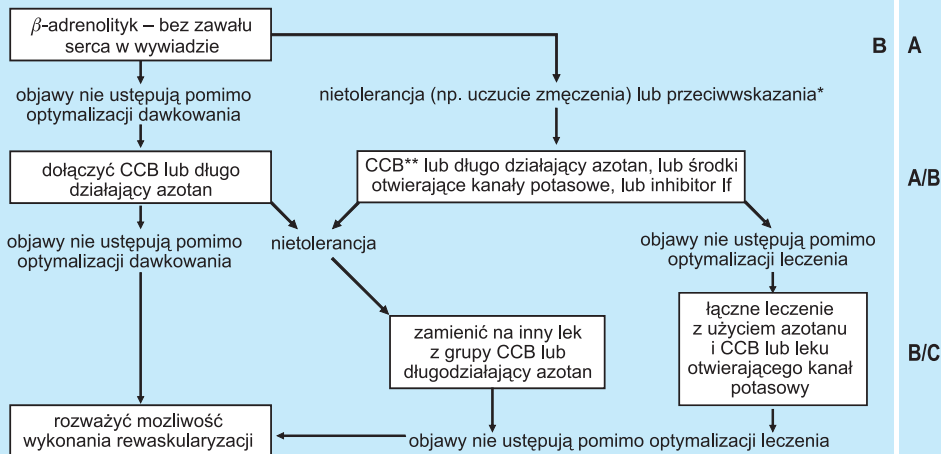 β-adrenolityk – bez zawału
serca w wywiadzie
B
A
objawy nie ustępują pomimo
optymalizacji dawkowania
nietolerancja (np. uczucie zmęczenia) lub przeciwwskazania*
dołączyć CCB lub długo
działający azotan
CCB** lub długo działający azotan, lub środki
otwierające kanały potasowe, lub inhibitor If
A/B
objawy nie ustępują pomimo
optymalizacji dawkowania
nietolerancja
objawy nie ustępują pomimo
optymalizacji leczenia
zamienić na inny lek
z grupy CCB lub
długodziałający azotan
łączne leczenie
z użyciem azotanu
i CCB lub leku
otwierającego kanał
potasowy
B/C
rozważyć mozliwość
wykonania rewaskularyzacji
objawy nie ustępują pomimo optymalizacji leczenia